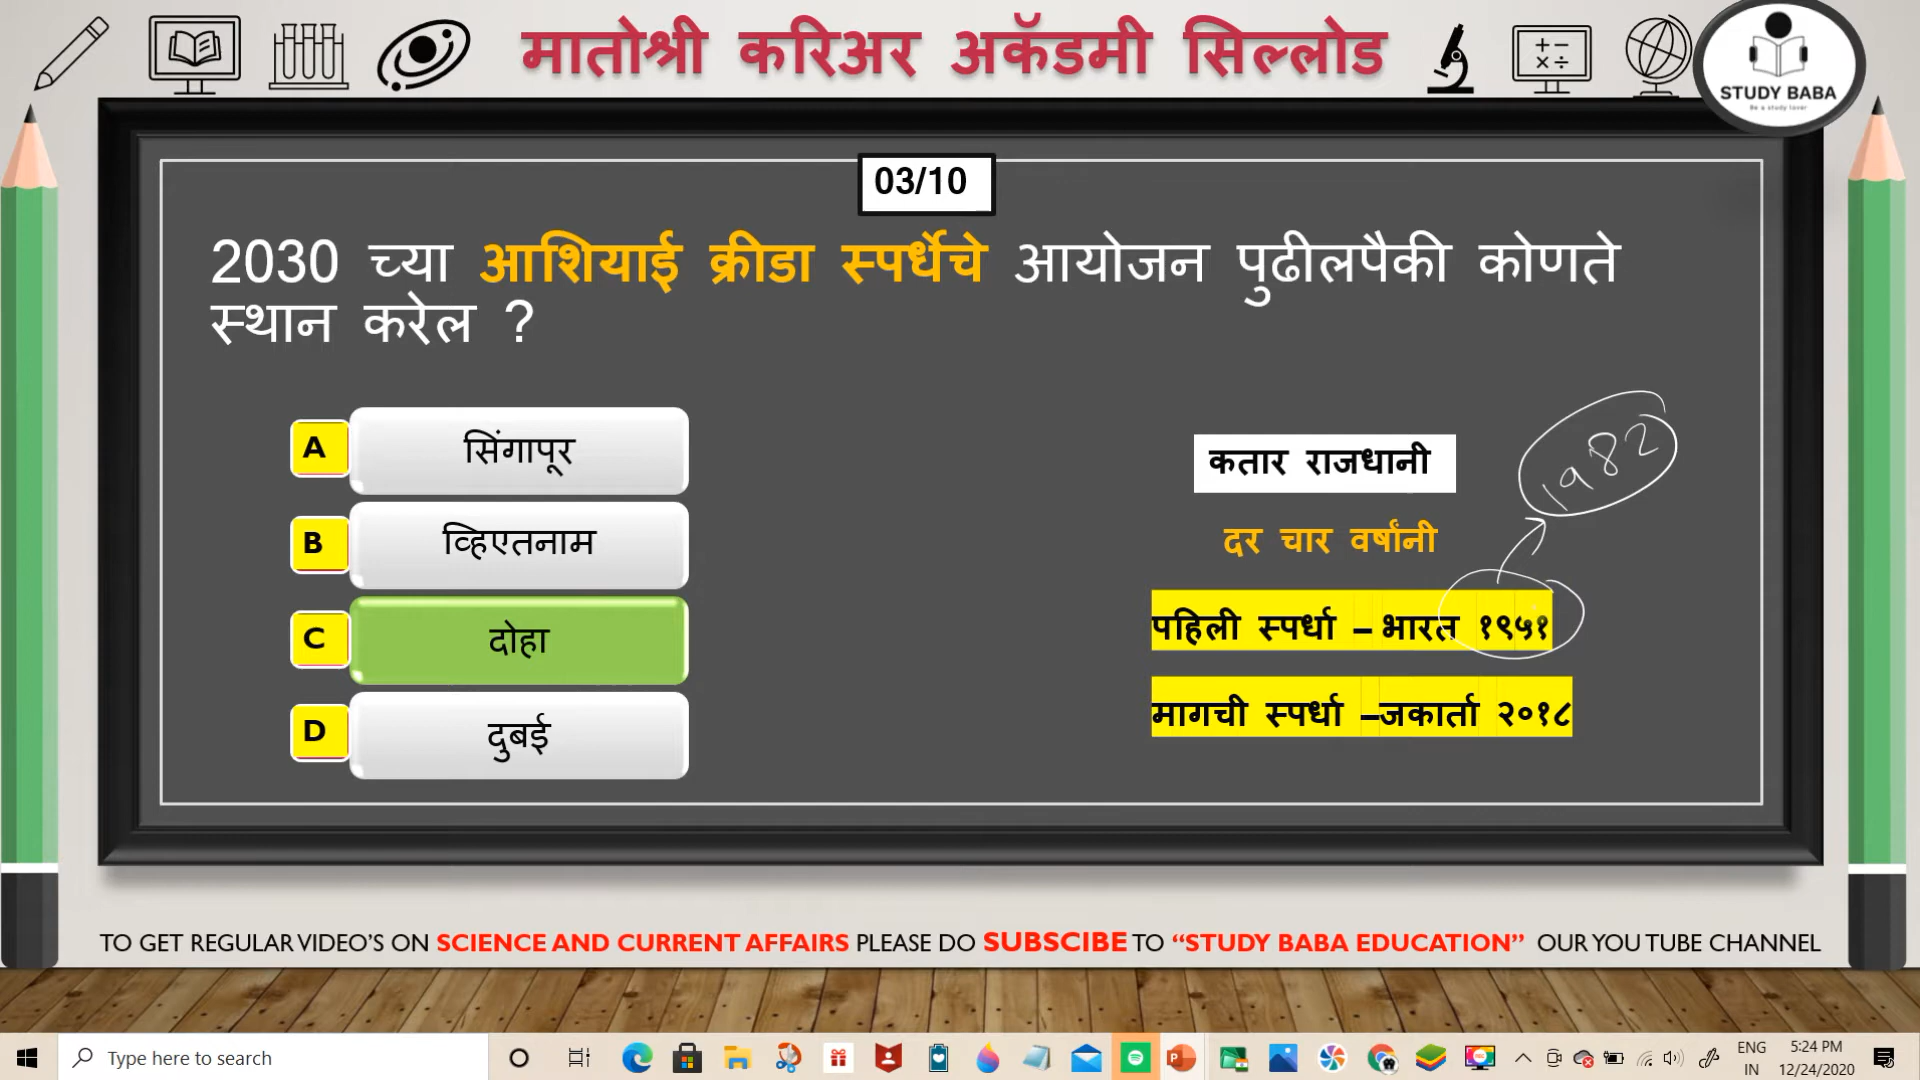 मातोश्री करिअर अकॅडमी सिल्लोड
+ −
× ÷
STUDY BABA
Be a study lover
03/10
2030 च्या आशियाई क्रीडा स्पर्धेचे आयोजन पुढीलपैकी कोणते
स्थान करेल ?
A सिंगापूर
B व्हिएतनाम
C दोहा
D दुबई
कतार राजधानी
1982
दर चार वर्षांनी
पहिली स्पर्धा – भारत १९५१
मागची स्पर्धा –जकार्ता २०१८
TO GET REGULAR VIDEO'S ON SCIENCE AND CURRENT AFFAIRS PLEASE DO SUBSCIBE TO “STUDY BABA EDUCATION” OUR YOU TUBE CHANNEL
Type here to search
ENG
IN
5:24 PM
12/24/2020